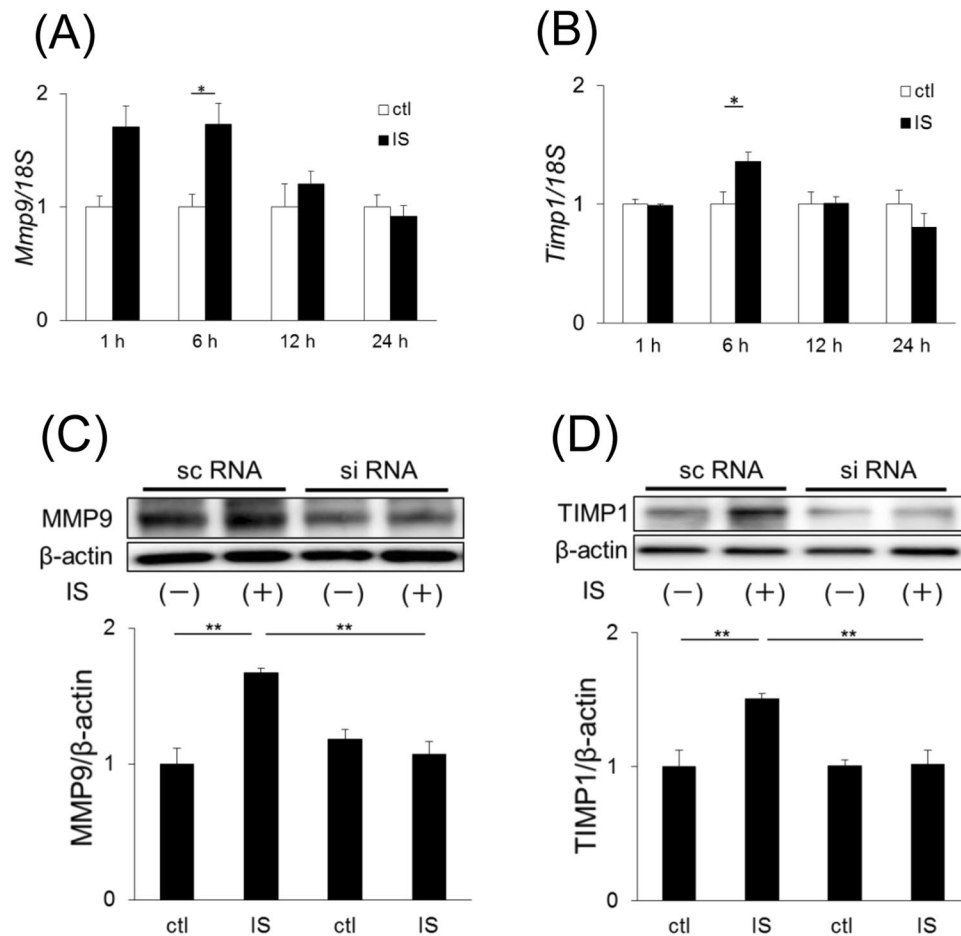 (A)
2
1
0
Mmp9/18S
*
ctl
IS
1 h 6 h 12 h 24 h
(B)
2
1
0
Timp1/18S
*
ctl
IS
1 h 6 h 12 h 24 h
(C)
sc RNA si RNA
MMP9
β-actin
IS (−) (+) (−) (+)
2
1
0
MMP9/β-actin
** **
ctl IS ctl IS
(D)
sc RNA si RNA
TIMP1
β-actin
IS (−) (+) (−) (+)
2
1
0
TIMP1/β-actin
** **
ctl IS ctl IS